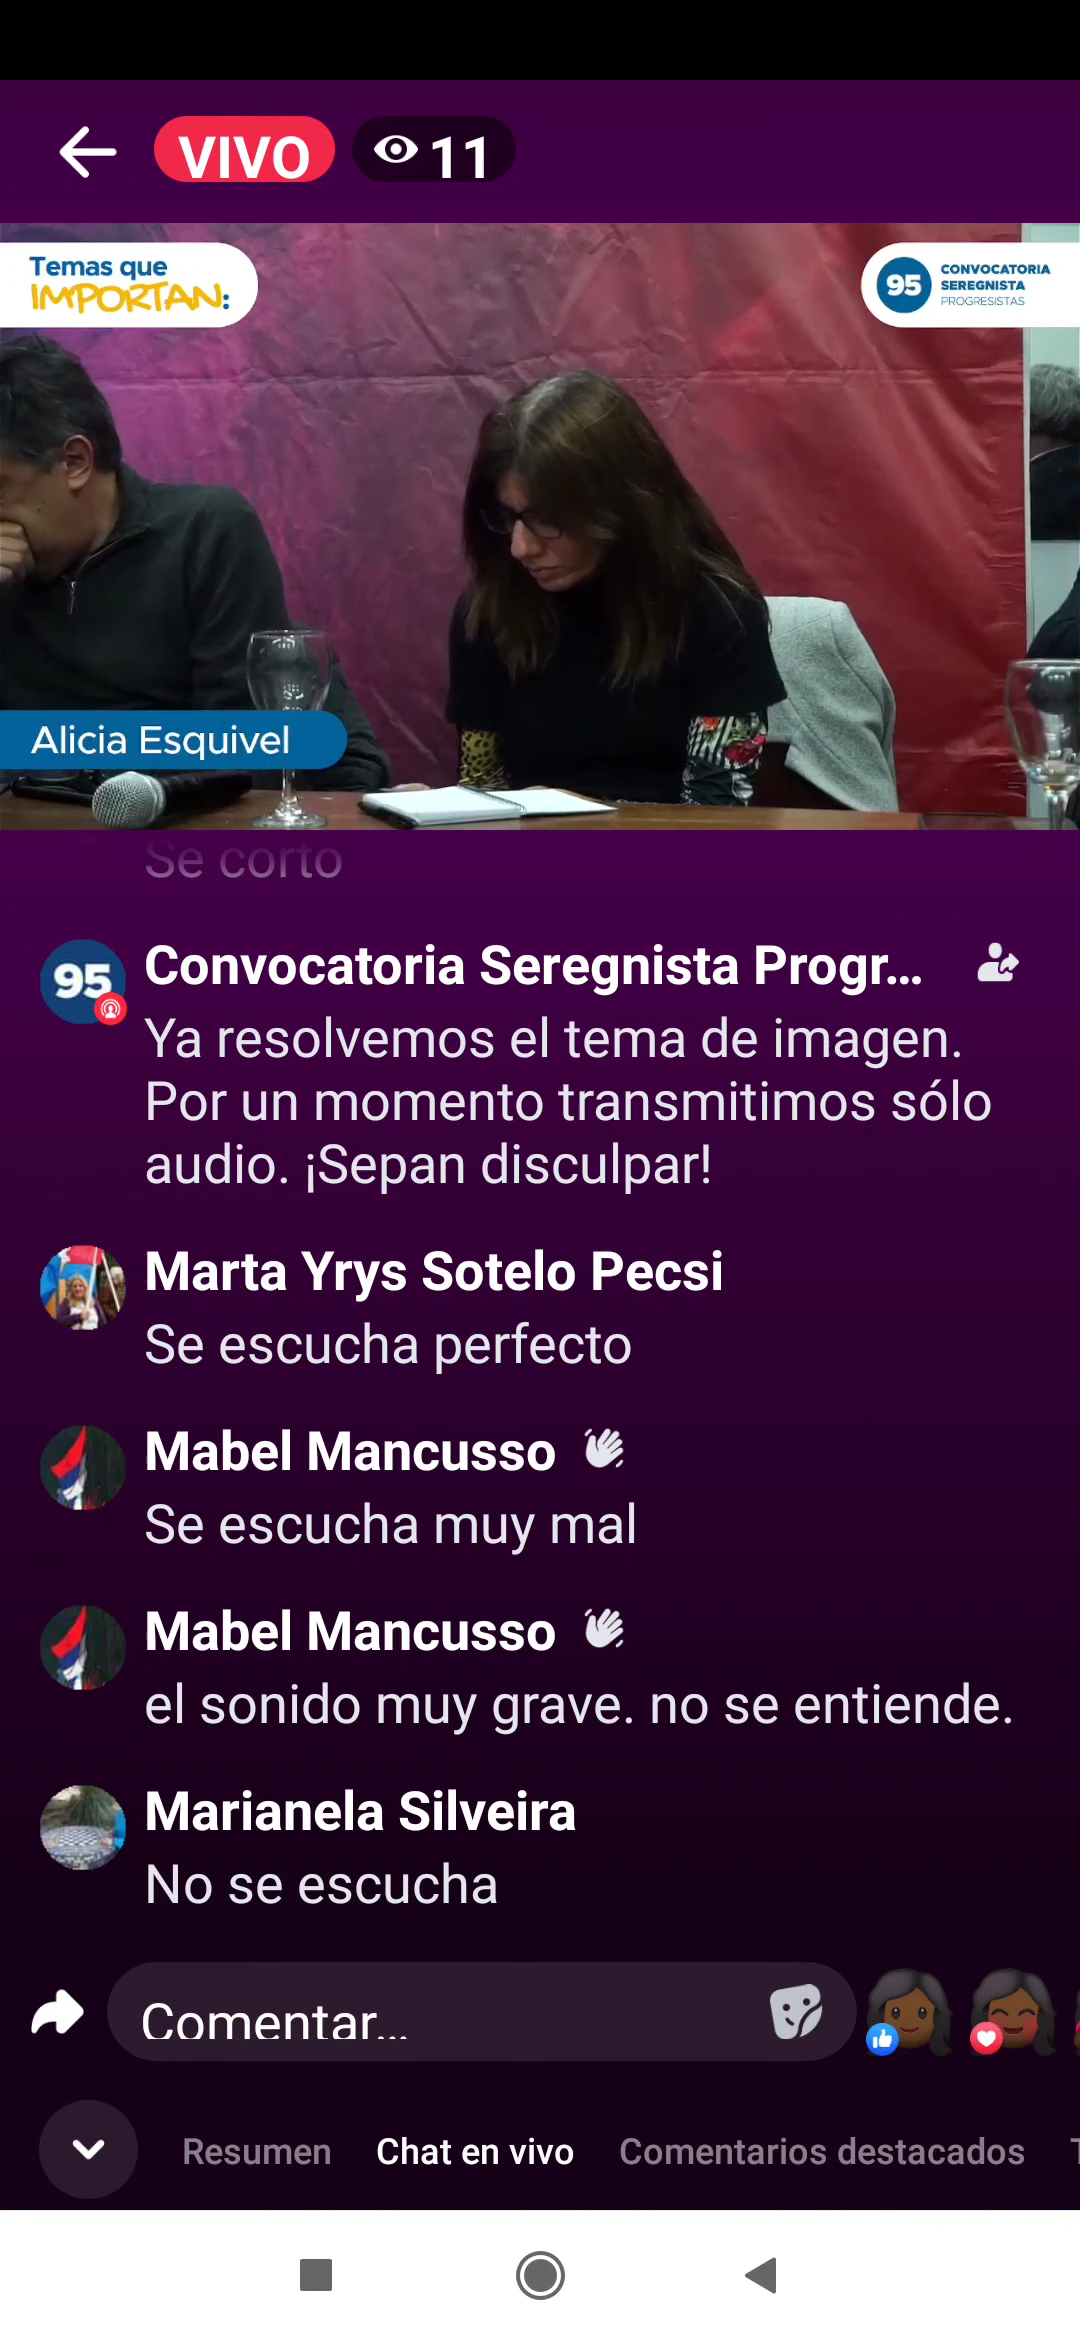 VIVO
11
Temas que
IMPORTAN:
95
CONVOCATORIA
SEREGNISTA
PROGRESISTAS
Alicia Esquivel
Se corto
95
Convocatoria Seregnista Progr...
Ya resolvemos el tema de imagen.
Por un momento transmitimos sólo
audio. ¡Sepan disculpar!
Marta Yrys Sotelo Pecsi
Se escucha perfecto
Mabel Mancusso
Se escucha muy mal
Mabel Mancusso
el sonido muy grave. no se entiende.
Marianela Silveira
No se escucha
Comentar...
Resumen
Chat en vivo
Comentarios destacados